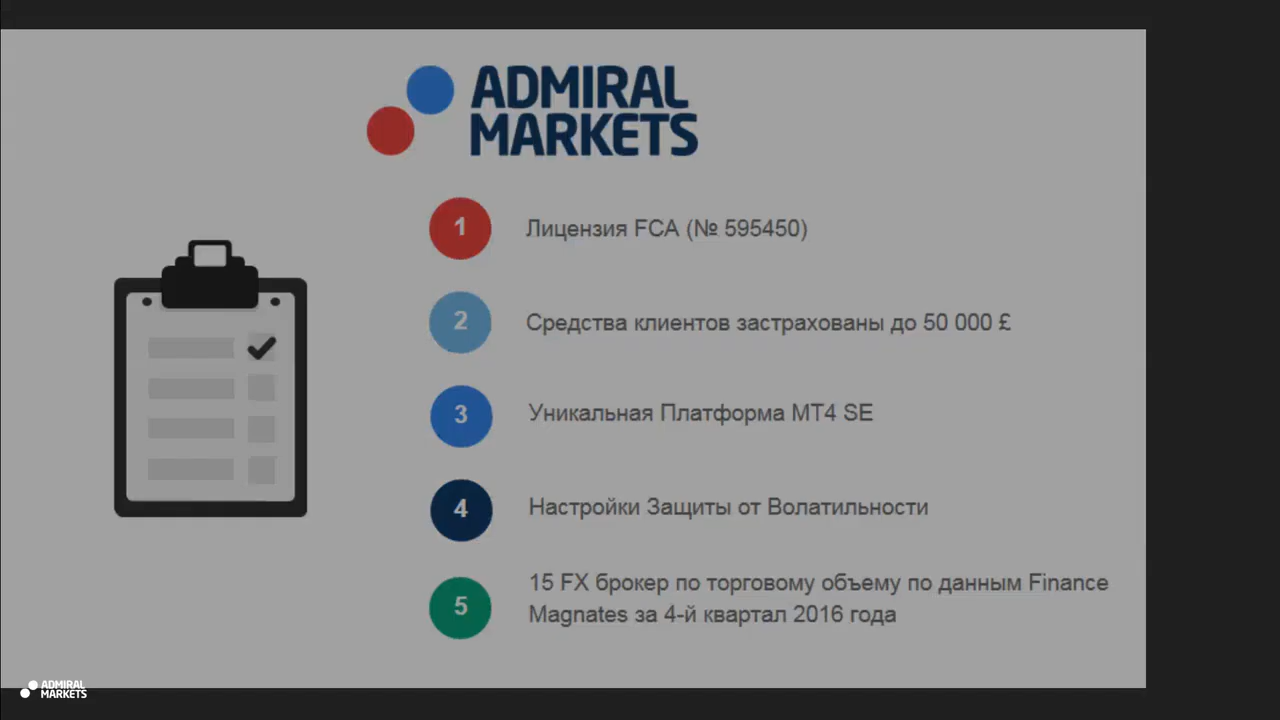 ADMIRAL
MARKETS
1
Лицензия FCA (№ 595450)
2
Средства клиентов застрахованы до 50 000 £
3
Уникальная Платформа MT4 SE
4
Настройки Защиты от Волатильности
5
15 FX брокер по торговому объему по данным Finance
Magnates за 4-й квартал 2016 года
ADMIRAL
MARKETS